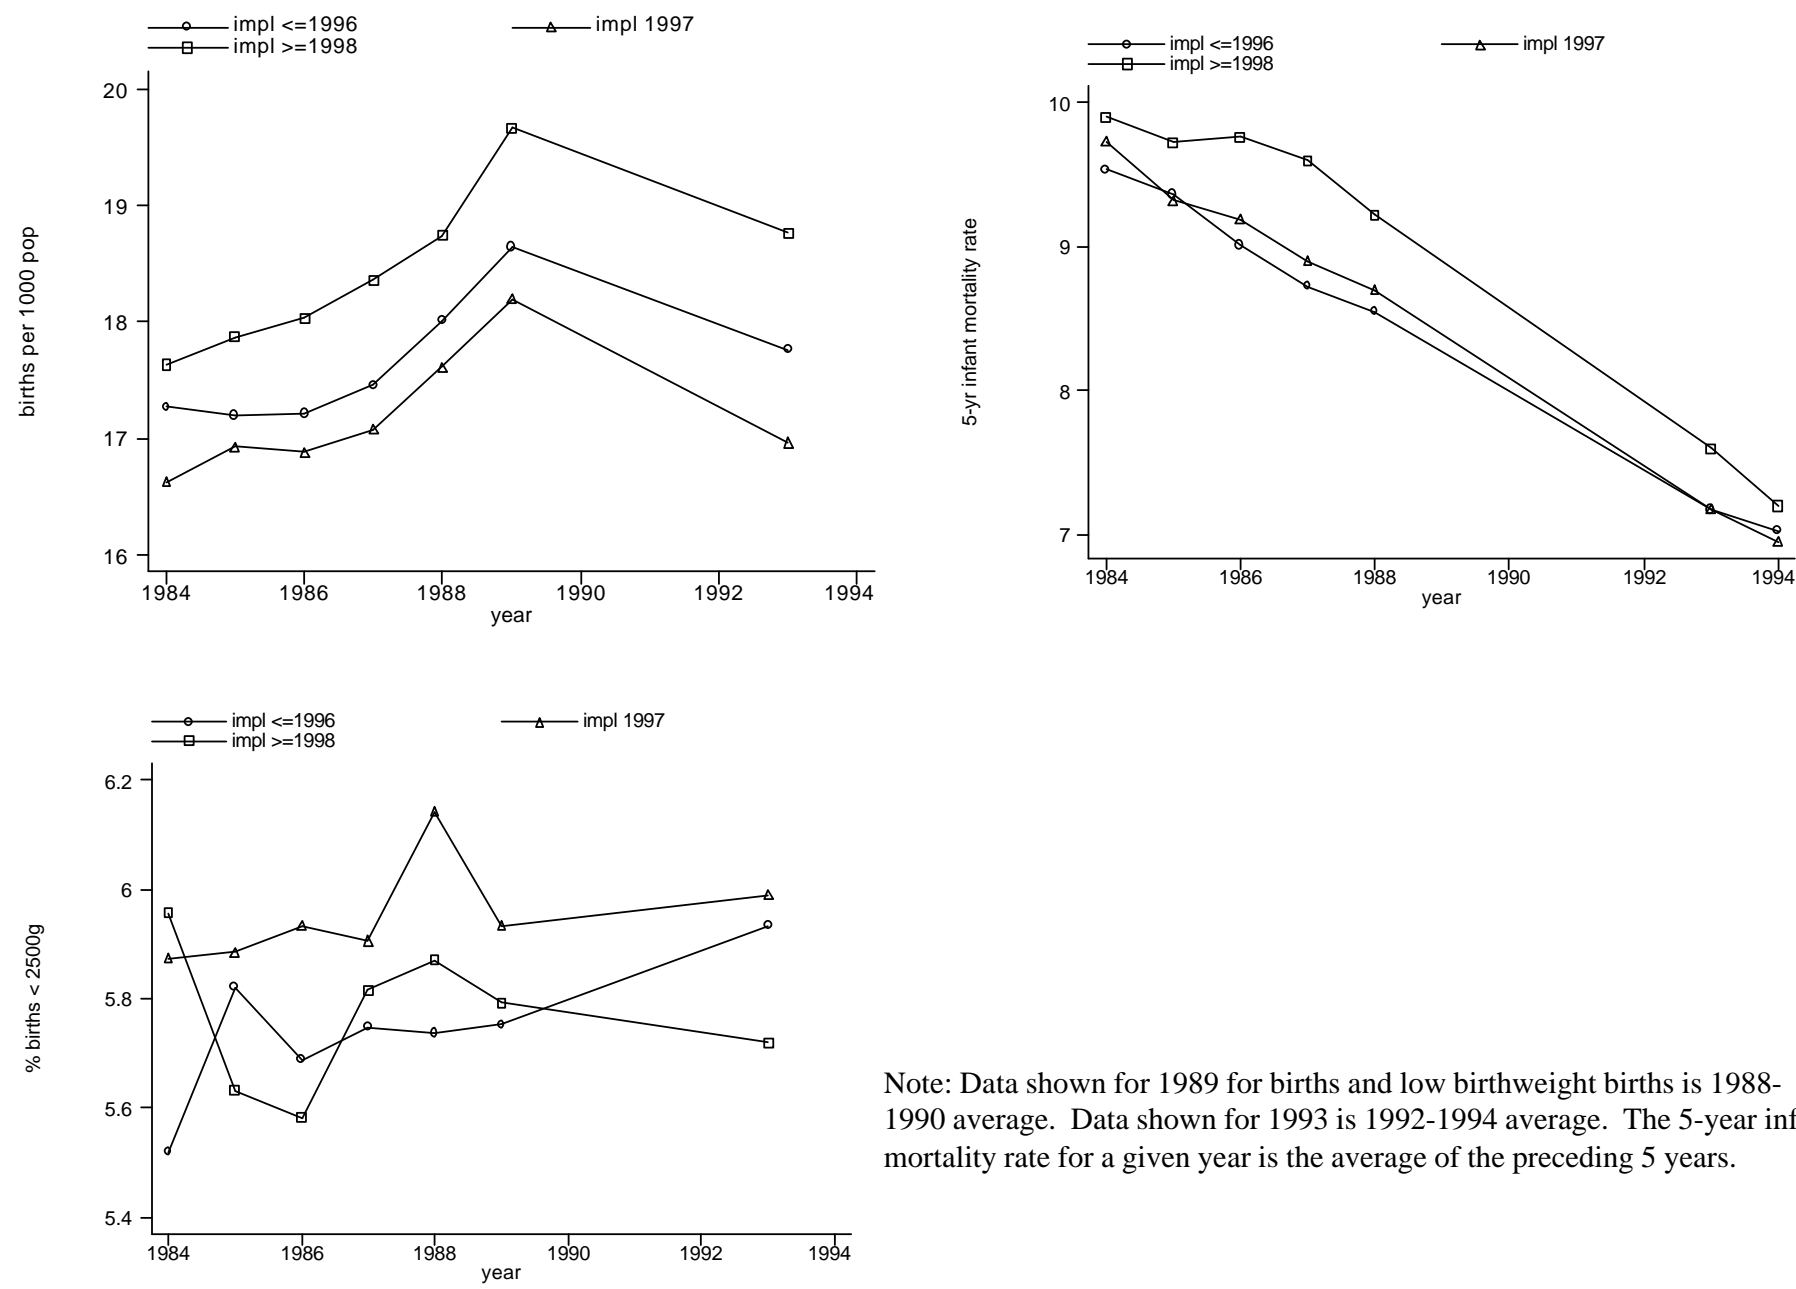 impl <=1996
impl 1997
impl >=1998
births per 1000 pop
20
19
18
17
16
1984 1986 1988 1990 1992 1994
year
impl <=1996
impl 1997
impl >=1998
5-yr infant mortality rate
10
9
8
7
1984 1986 1988 1990 1992 1994
year
impl <=1996
impl 1997
impl >=1998
% births < 2500g
6.2
6
5.8
5.6
5.4
1984 1986 1988 1990 1992 1994
year
Note: Data shown for 1989 for births and low birthweight births is 1988-
1990 average.  Data shown for 1993 is 1992-1994 average.  The 5-year inf
mortality rate for a given year is the average of the preceding 5 years.